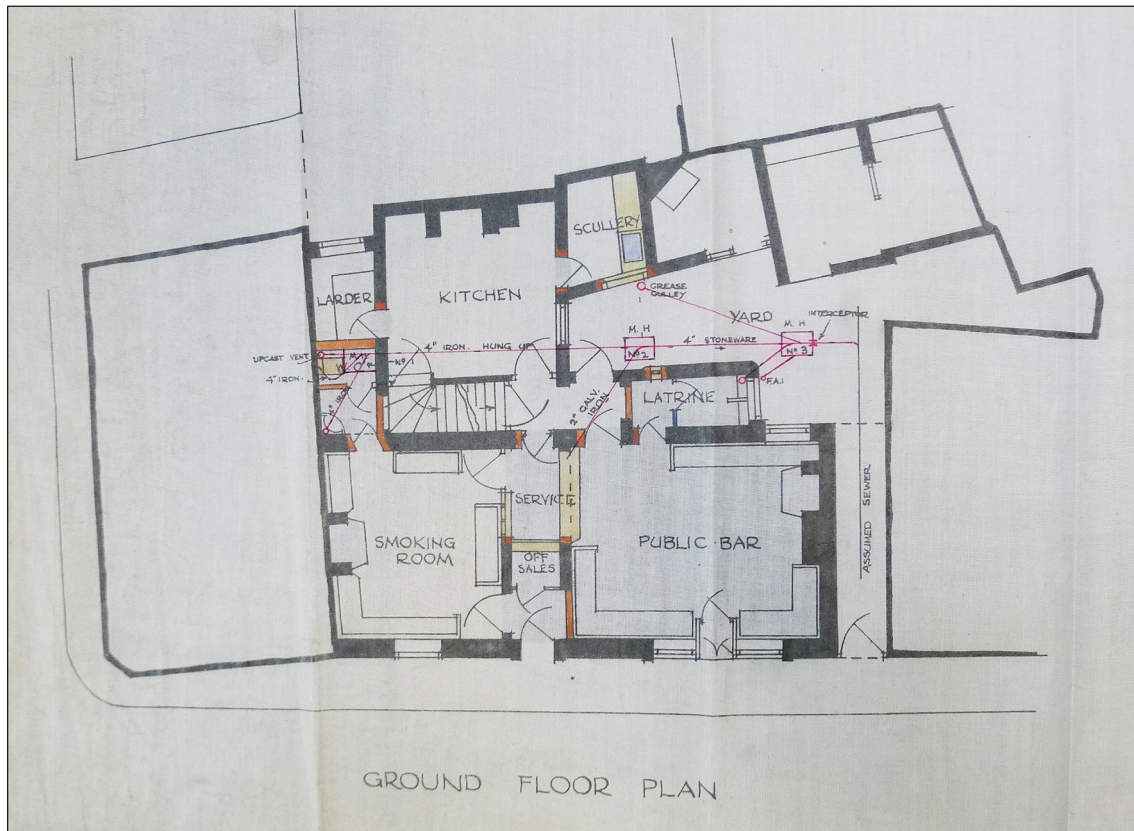 SCULLERY
LARDER
KITCHEN
GREASE
GULLEY
YARD
INTERCEPTOR
M. H
Nº 3
M. H
Nº 2
4" STONEWARE
4" IRON. HUNG UP
UPCAST VENT.
Nº 1
4" IRON.
4" IRON
F.A.I
LATRINE
2" GALV.
IRON
SERVICE
SMOKING
ROOM
OFF
SALES
PUBLIC BAR
ASSUMED SEWER
GROUND FLOOR PLAN